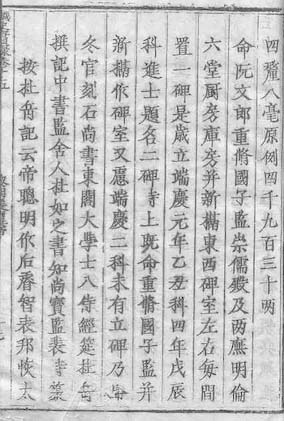 四釐八毫原例四千九百三十兩
命阮文郎重脩國子監崇儒殿及兩廡明倫
六堂厨房庫房并新搆東西碑室左右每間
置一碑是歲立端慶元年乙丑科四年戊辰
科進士題名二碑寺上既命重脩國子監并
新搆作碑室又慮端慶二科未有立碑乃
冬官刻石尚書東閣大學士入侍經筵杜岳
撰記中書監舍人杜如之書知尚寶監裴寺篆
按杜岳記云帝聰明作后睿智表邦恢太